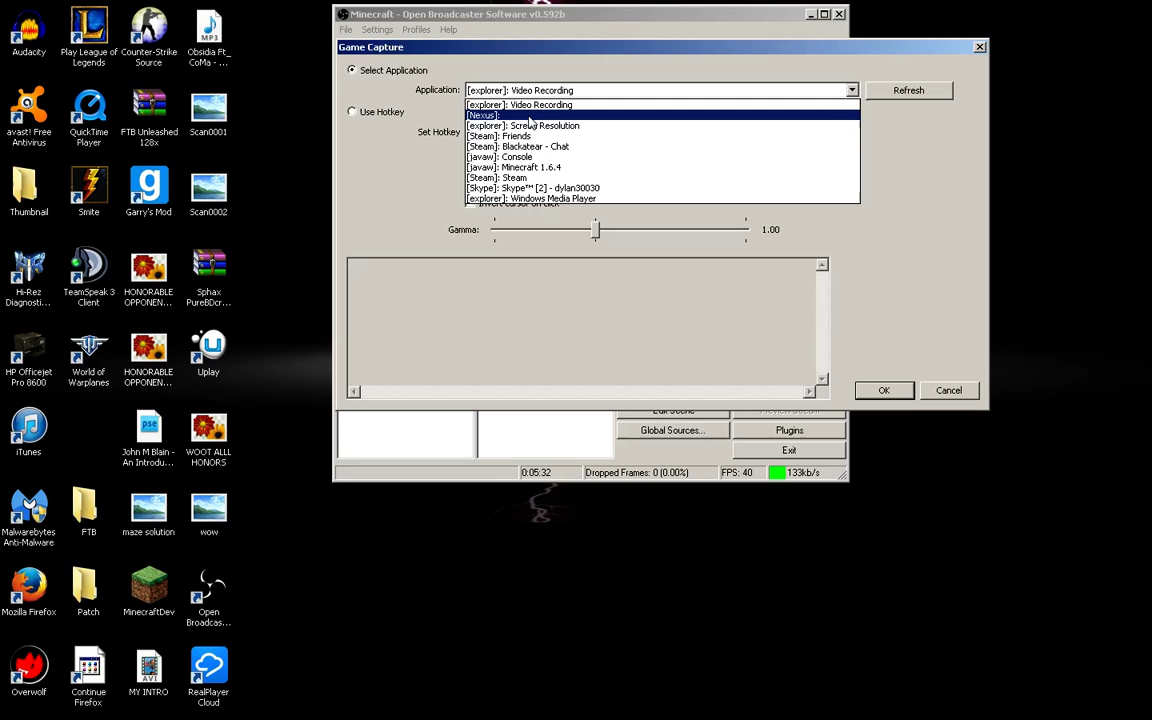 Minecraft - Open Broadcaster Software v0.592b
File Settings Profiles Help
Game Capture
Select Application
Application: [explorer]: Video Recording Refresh
[explorer]: Video Recording
Use Hotkey [Nexus]:
[explorer]: Screen Resolution
Set Hotkey [Steam]: Friends
[Steam]: Blackatear - Chat
[javaw]: Console
[javaw]: Minecraft 1.6.4
[Steam]: Steam
[Skype]: Skype™ [2] - dylan30030
[explorer]: Windows Media Player
Invert cursor on click
Gamma: 1.00
OK Cancel
Edit Scene
Global Sources... Plugins
Exit
0:05:32 Dropped Frames: 0 (0.00%) FPS: 40 133kb/s
Audacity
Play League of
Legends
Counter-Strike
Source
Obsidia Ft_
CoMa - ...
avast! Free
Antivirus
QuickTime
Player
FTB Unleashed
128x
Scan0001
Thumbnail
Smite
Garry's Mod
Scan0002
Hi-Rez
Diagnosti...
TeamSpeak 3
Client
HONORABLE
OPPONEN...
Sphax
PureBDcr...
HP Officejet
Pro 8600
World of
Warplanes
HONORABLE
OPPONEN...
Uplay
iTunes
John M Blain -
An Introdu...
WOOT ALLL
HONORS
Malwarebytes
Anti-Malware
FTB
maze solution
wow
Mozilla Firefox
Patch
MinecraftDev
Open
Broadcas...
Overwolf
Continue
Firefox
MY INTRO
RealPlayer
Cloud